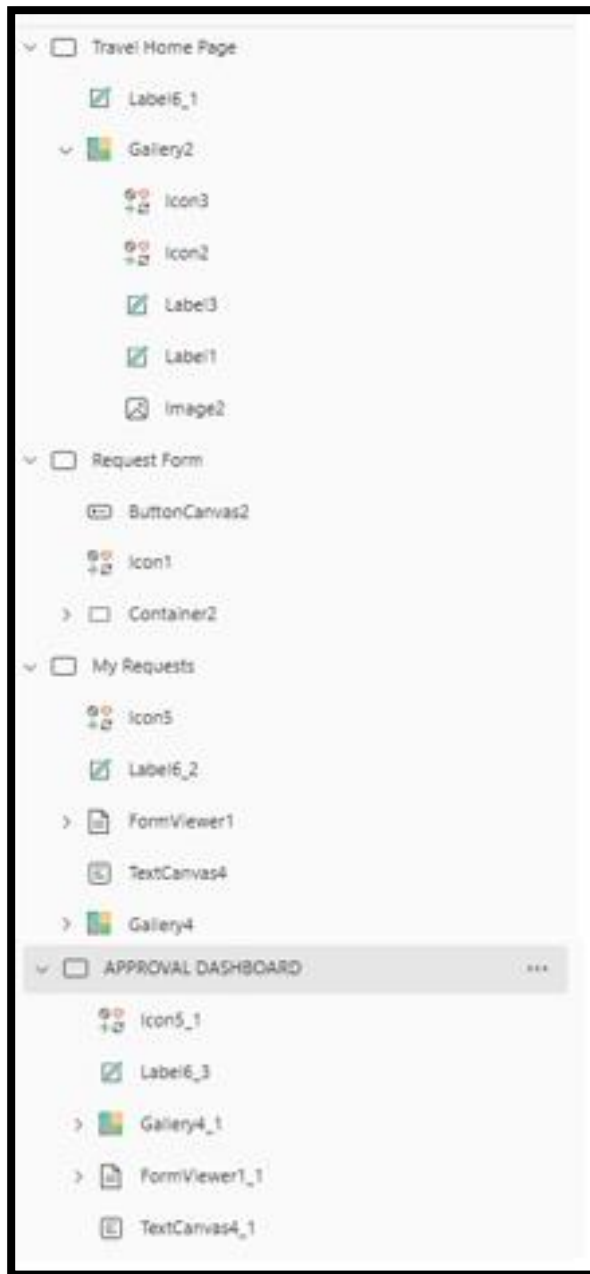 Travel Home Page
Label6_1
Gallery2
Icon3
Icon2
Label3
Label1
Image2
Request Form
ButtonCanvas2
Icon1
Container2
My Requests
Icon5
Label6_2
FormViewer1
TextCanvas4
Gallery4
APPROVAL DASHBOARD
Icon5_1
Label6_3
Gallery4_1
FormViewer1_1
TextCanvas4_1